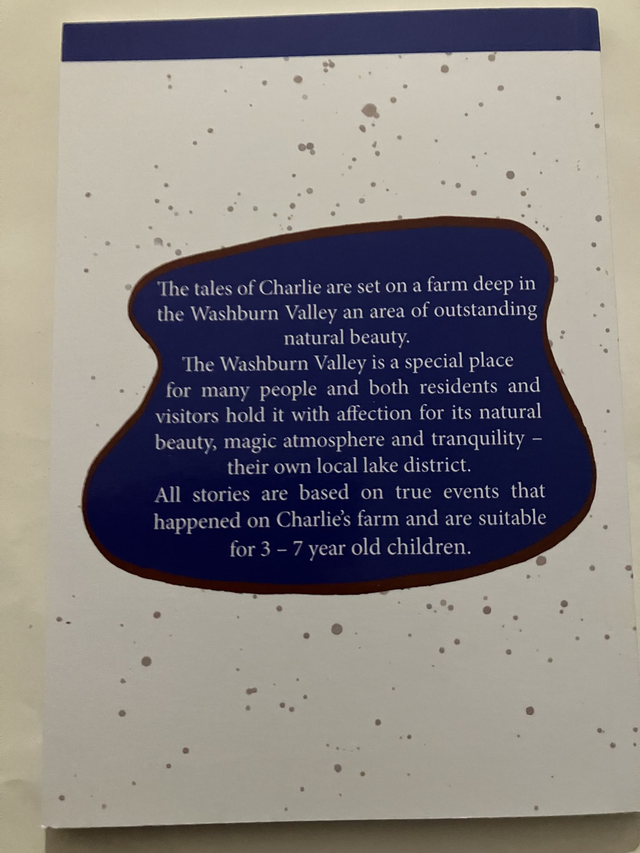 The tales of Charlie are set on a farm deep in
the Washburn Valley an area of outstanding
natural beauty.
The Washburn Valley is a special place
for many people and both residents and
visitors hold it with affection for its natural
beauty, magic atmosphere and tranquility –
their own local lake district.
All stories are based on true events that
happened on Charlie's farm and are suitable
for 3 – 7 year old children.